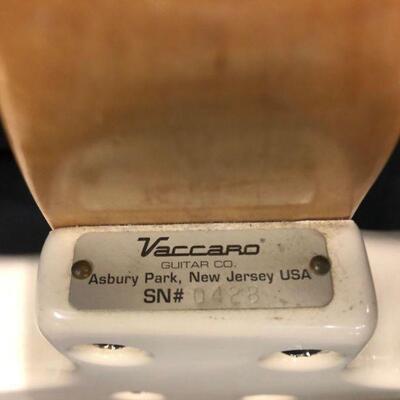 Vaccaro®
GUITAR CO.
Asbury Park, New Jersey USA
SN# 0428